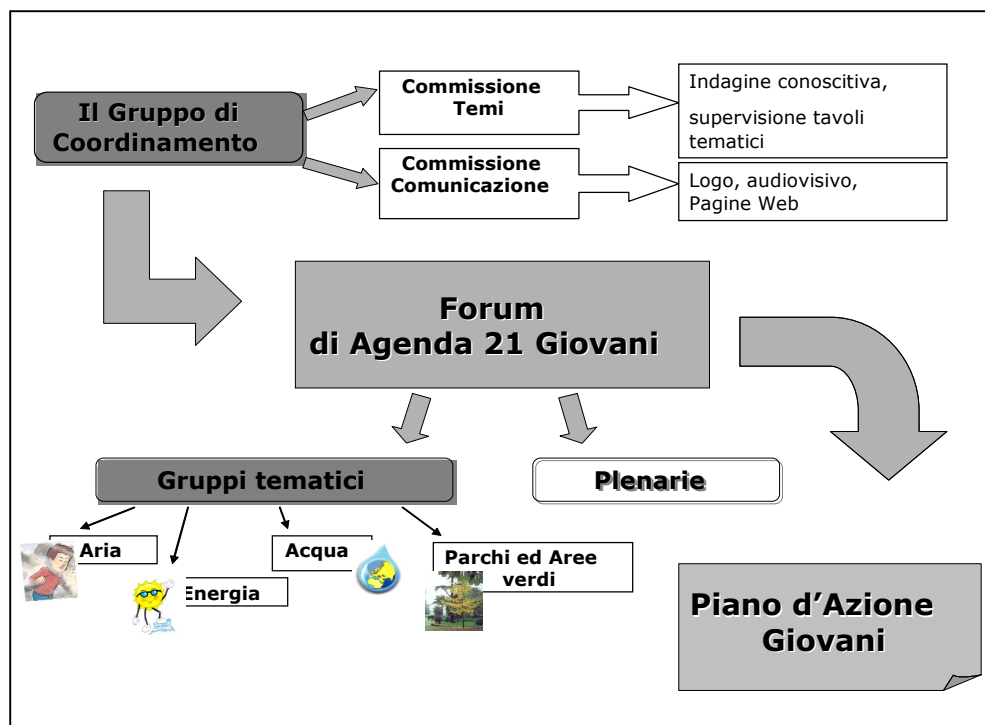 Il Gruppo di
Coordinamento
Commissione
Temi
Indagine conoscitiva,
supervisione tavoli
tematici
Commissione
Comunicazione
Logo, audiovisivo,
Pagine Web
Forum
di Agenda 21 Giovani
Gruppi tematici
Plenarie
Aria
Energia
Acqua
Parchi ed Aree
verdi
Piano d’Azione
Giovani